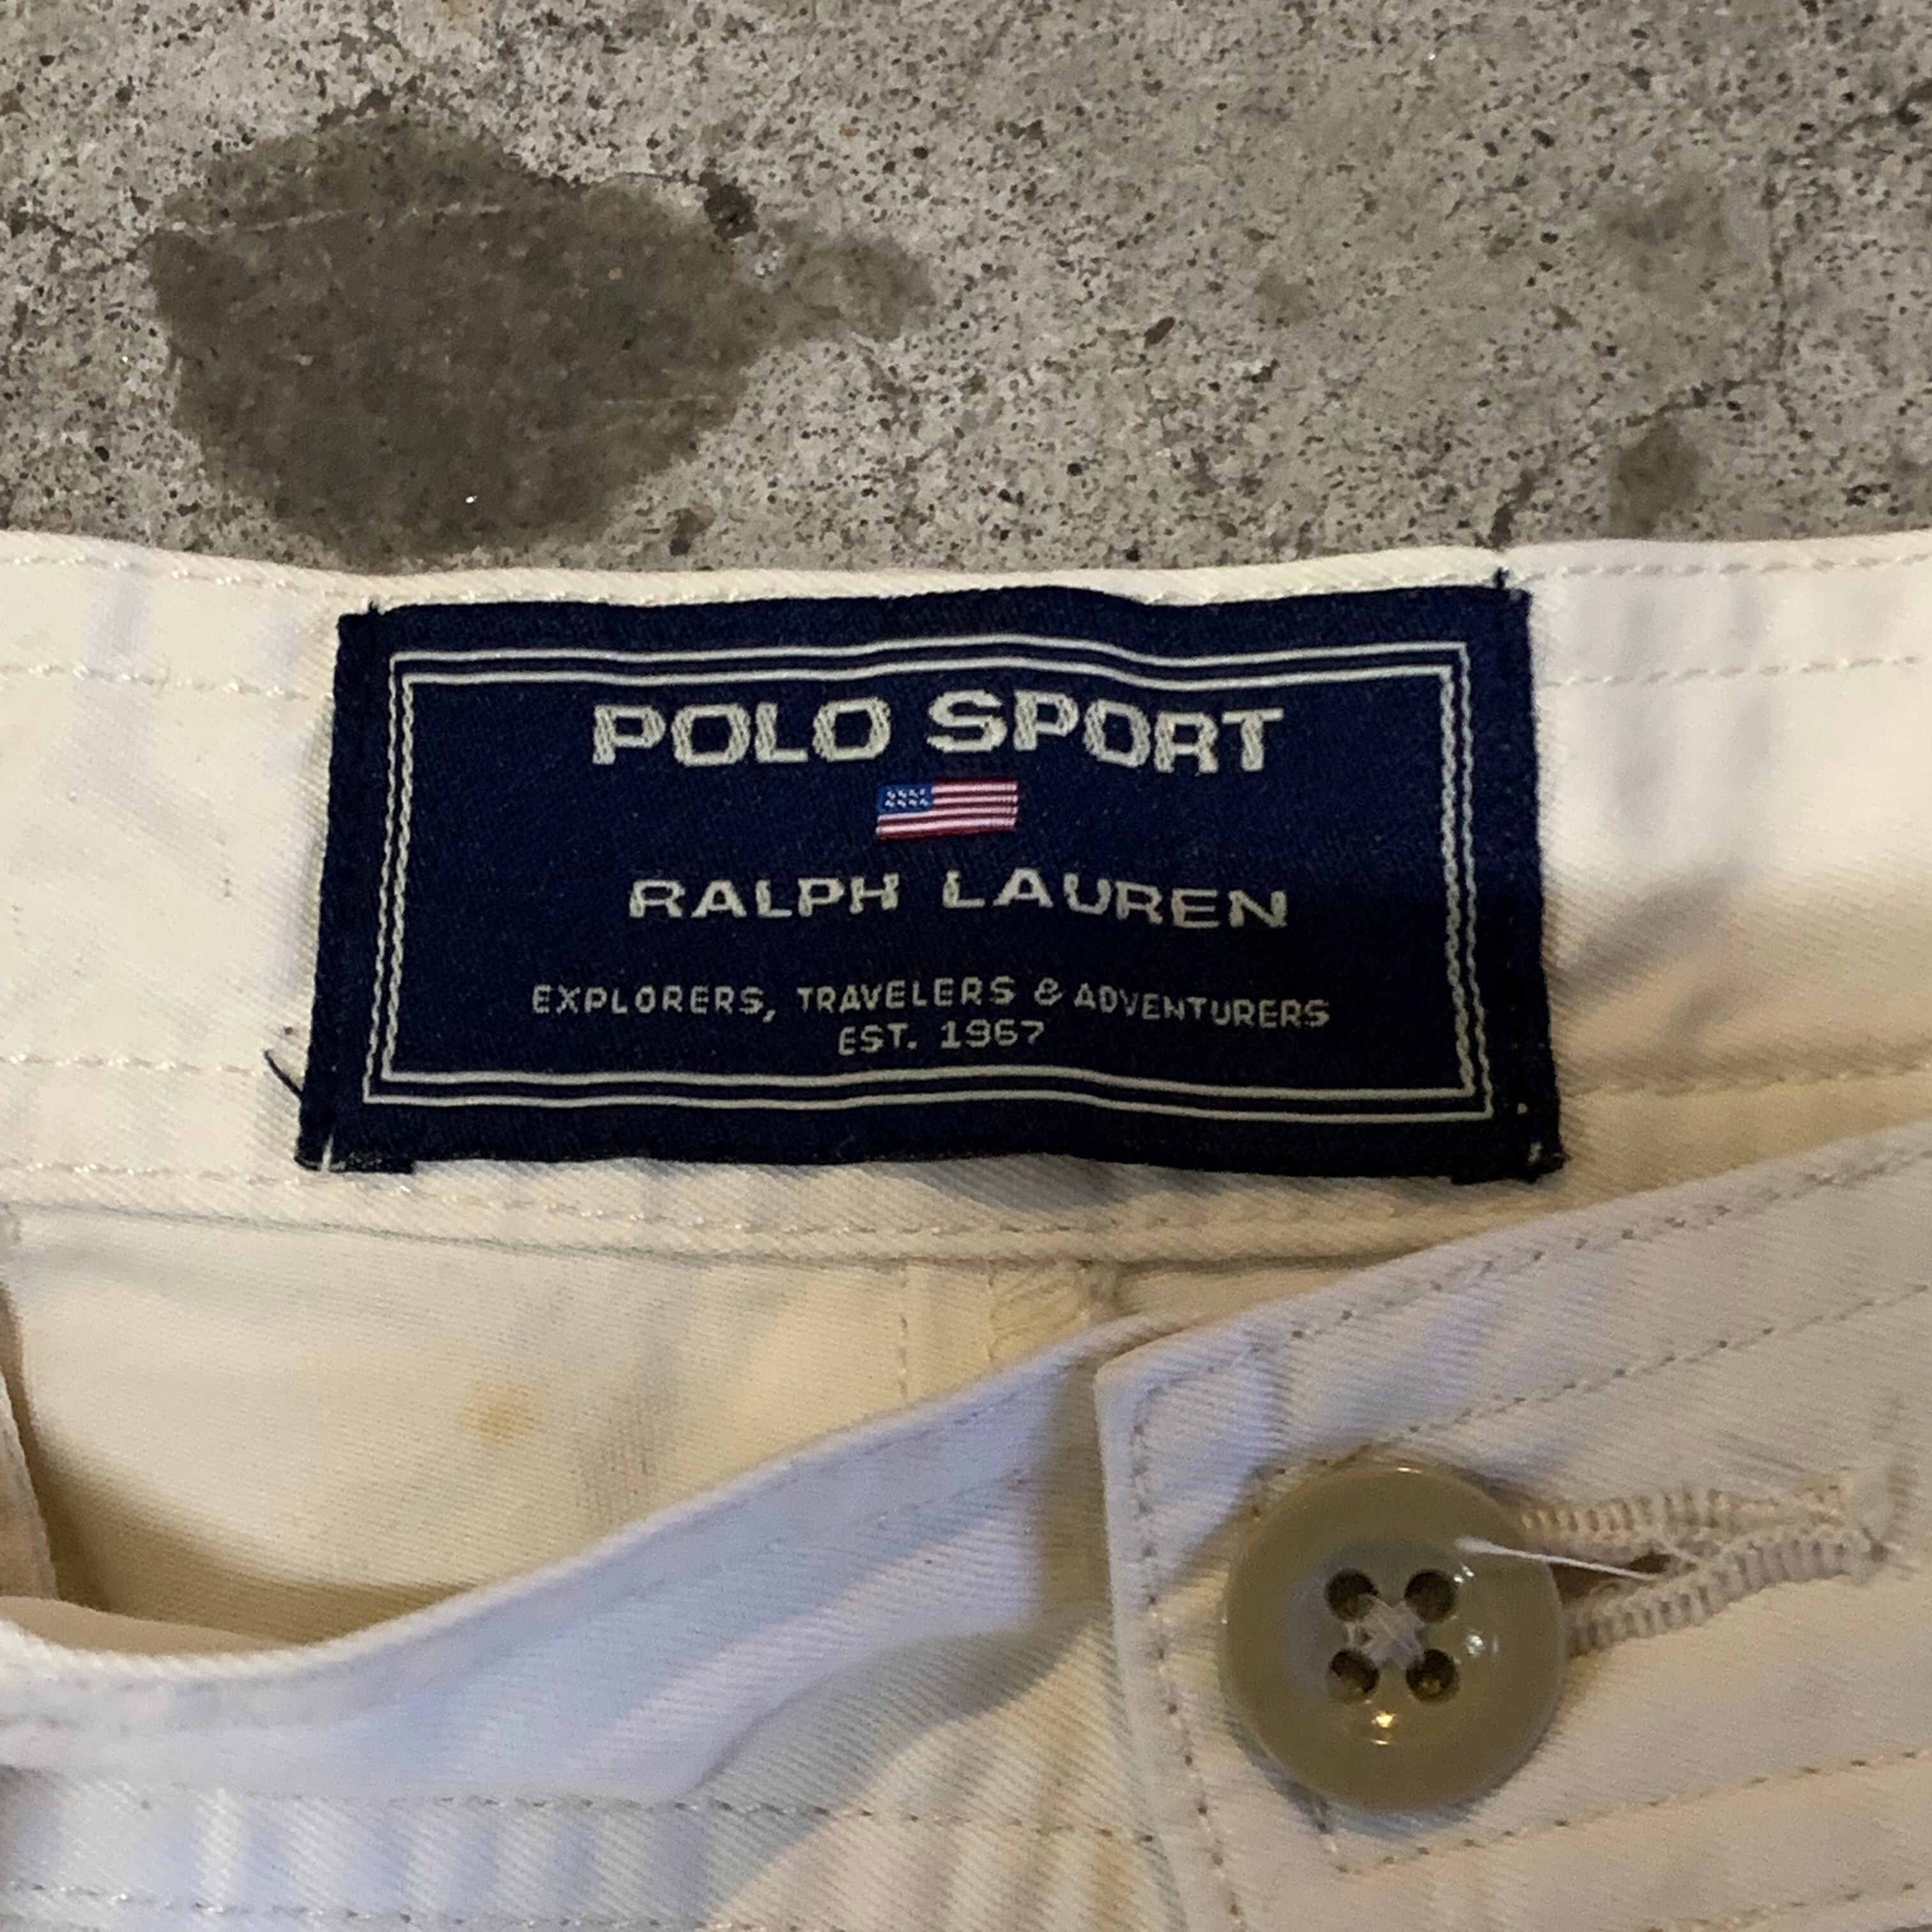 POLO SPORT
RALPH LAUREN
EXPLORERS, TRAVELERS & ADVENTURERS
EST. 1967